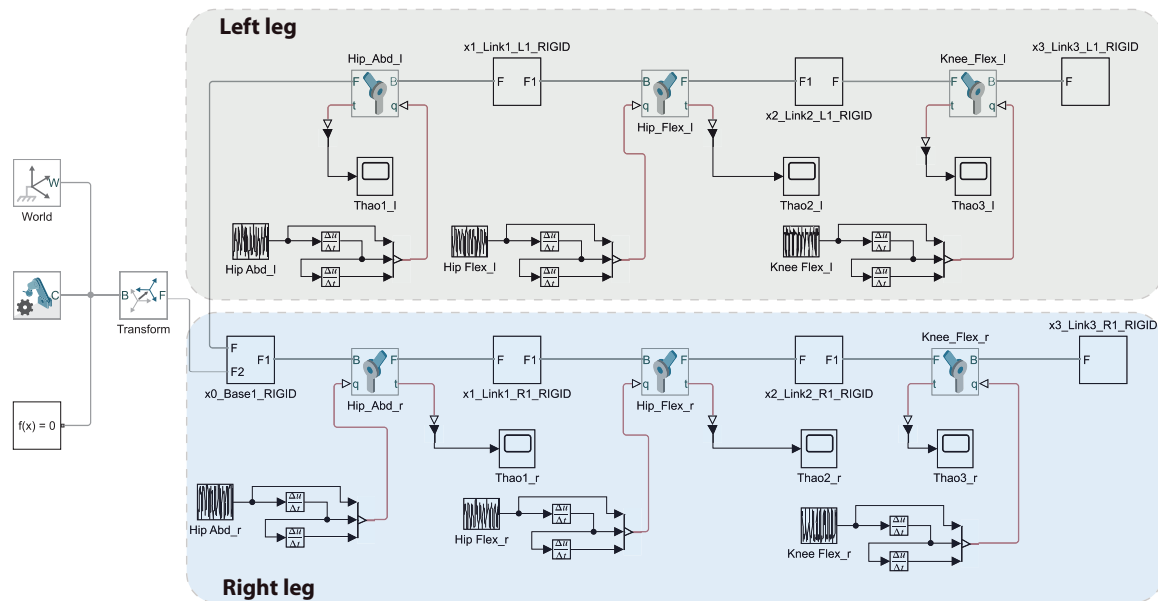 Left leg
Hip_Abd_l
x1_Link1_L1_RIGID
x3_Link3_L1_RIGID
Knee_Flex_l
F B
t q
F F1
B F
q t
F1 F
F B
t q
F
Hip_Flex_l
x2_Link2_L1_RIGID
W
World
Thao1_l
Thao2_l
Thao3_l
Hip Abd_l
Δu
Δt
Δu
Δt
Hip Flex_l
Δu
Δt
Δu
Δt
Knee Flex_l
Δu
Δt
Δu
Δt
C
B F
Transform
f(x) = 0
x3_Link3_R1_RIGID
Knee_Flex_r
F
F1
F2
x0_Base1_RIGID
B F
q t
Hip_Abd_r
F F1
x1_Link1_R1_RIGID
B F
q t
Hip_Flex_r
F F1
x2_Link2_R1_RIGID
F B
t q
F
Thao1_r
Thao2_r
Thao3_r
Hip Abd_r
Δu
Δt
Δu
Δt
Hip Flex_r
Δu
Δt
Δu
Δt
Knee Flex_r
Δu
Δt
Δu
Δt
Right leg